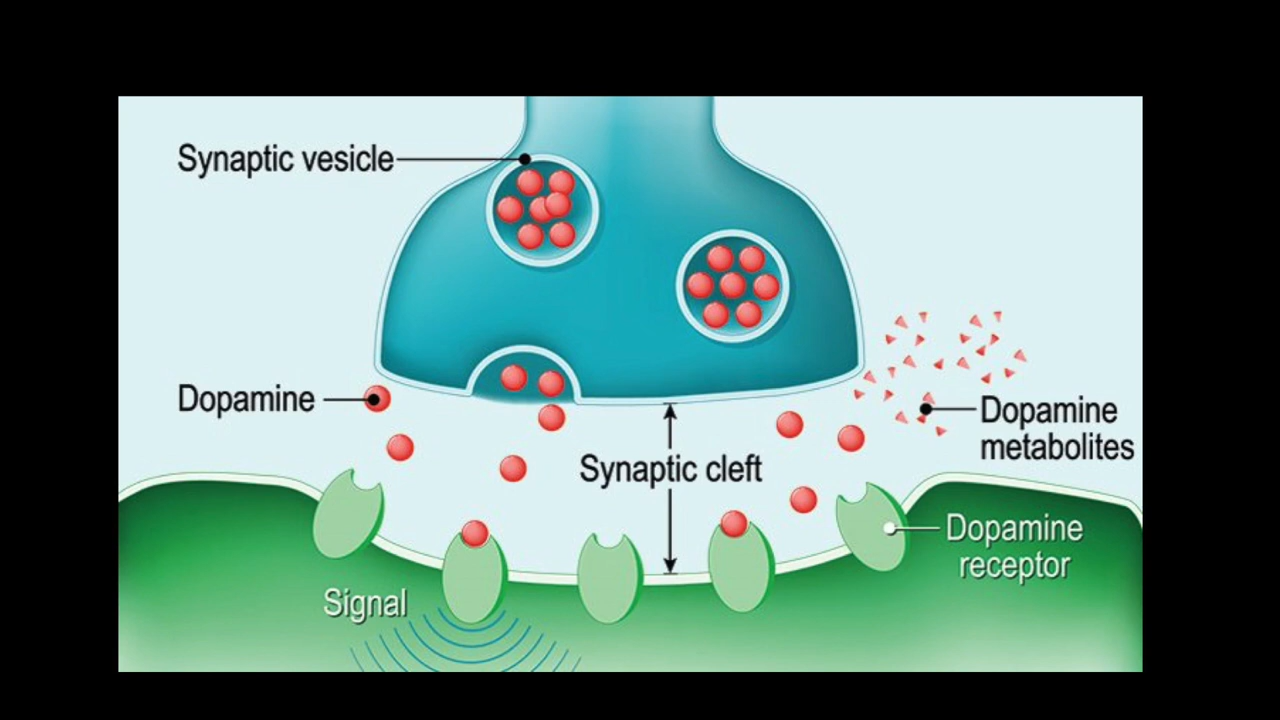 Synaptic vesicle
Dopamine
Dopamine
metabolites
Synaptic cleft
Dopamine
receptor
Signal